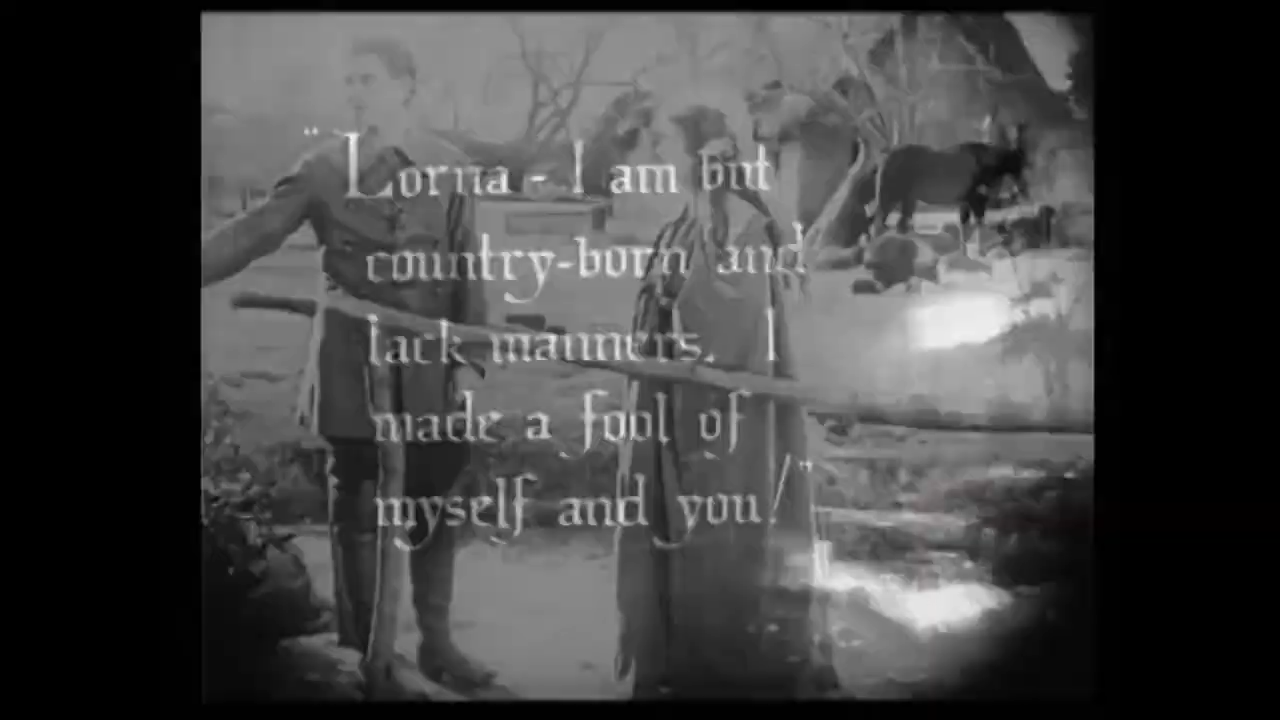 "Lorna - I am but
country-born and
lack manners. I
made a fool of
myself and you!"